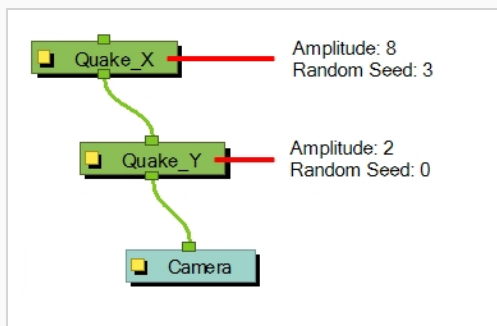 Quake_X
Amplitude: 8
Random Seed: 3
Quake_Y
Amplitude: 2
Random Seed: 0
Camera